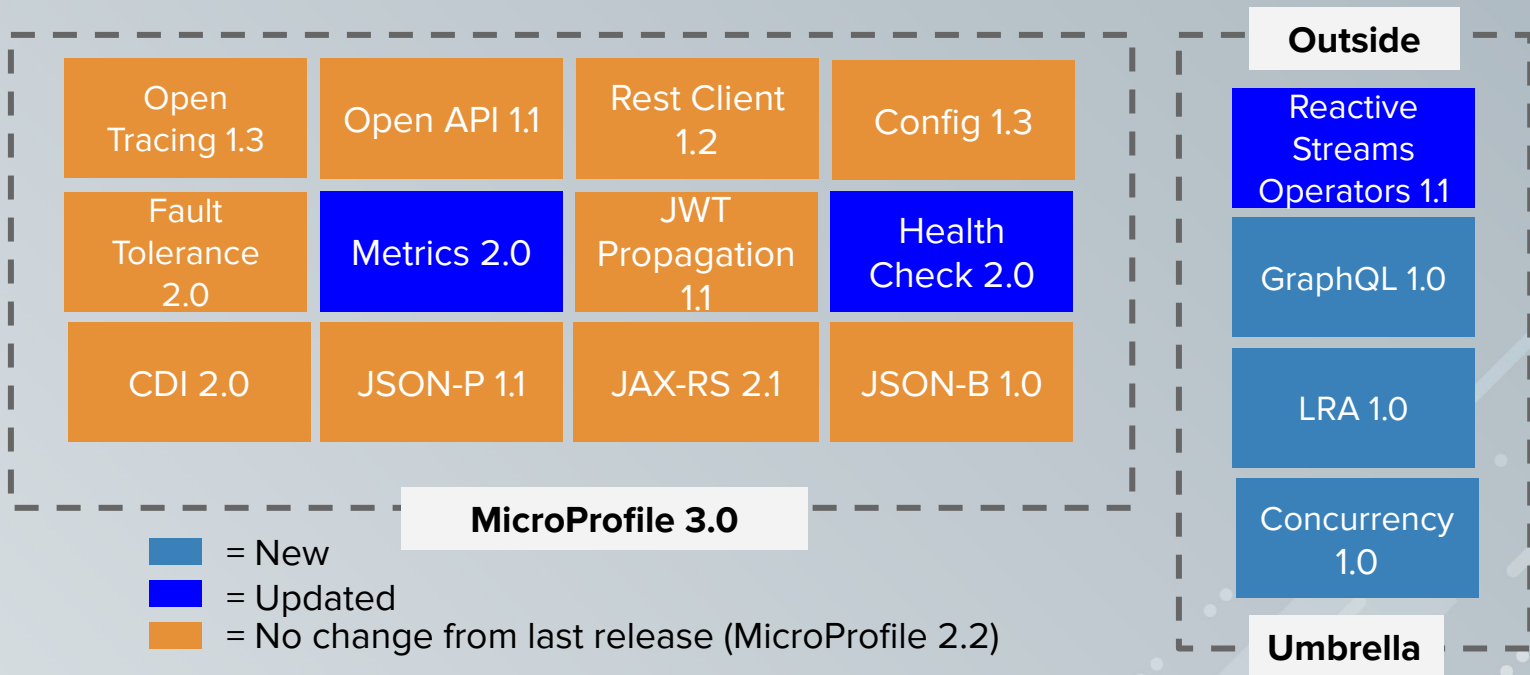 Open
Tracing 1.3
Open API 1.1
Rest Client
1.2
Config 1.3
Fault
Tolerance
2.0
Metrics 2.0
JWT
Propagation
1.1
Health
Check 2.0
CDI 2.0
JSON-P 1.1
JAX-RS 2.1
JSON-B 1.0
MicroProfile 3.0
= New
= Updated
= No change from last release (MicroProfile 2.2)
Outside
Reactive
Streams
Operators 1.1
GraphQL 1.0
LRA 1.0
Concurrency
1.0
Umbrella